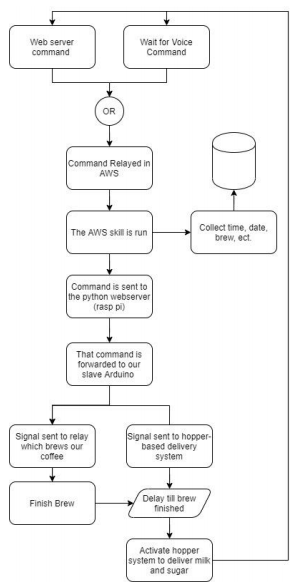 Web server
command
Wait for Voice
Command
OR
Command Relayed in
AWS
The AWS skill is run
Collect time, date,
brew, ect.
Command is sent to
the python webserver
(rasp pi)
That command is
forwarded to our
slave Arduino
Signal sent to relay
which brews our
coffee
Signal sent to hopper-
based delivery
system
Finish Brew
Delay till brew
finished
Activate hopper
system to deliver milk
and sugar